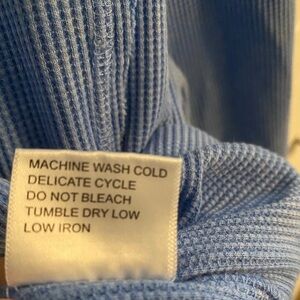 MACHINE WASH COLD
DELICATE CYCLE
DO NOT BLEACH
TUMBLE DRY LOW
LOW IRON